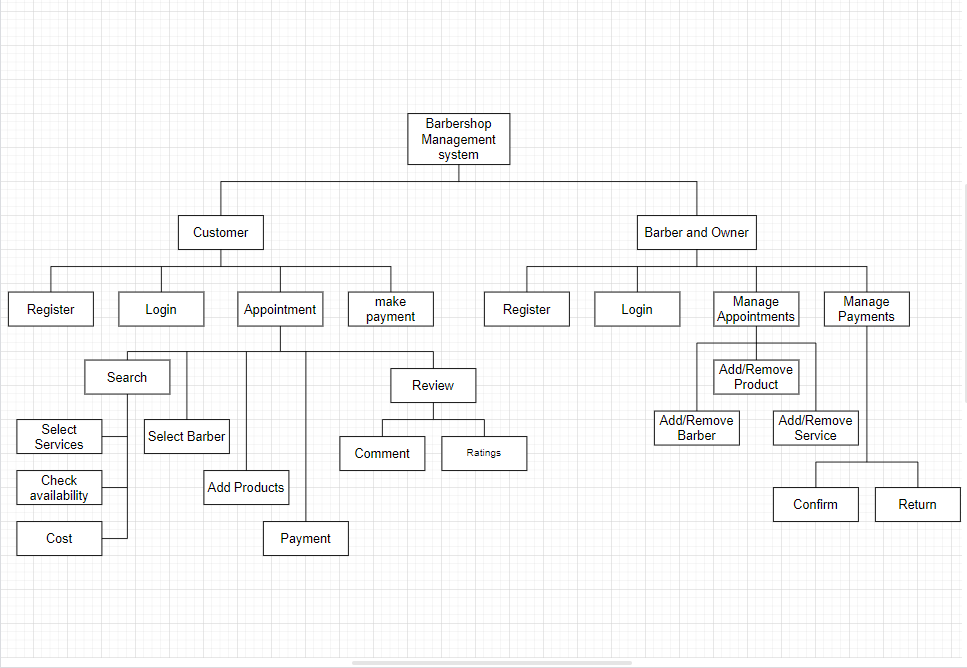 Barbershop
Management
system
Customer
Barber and Owner
Register
Login
Appointment
make
payment
Register
Login
Manage
Appointments
Manage
Payments
Search
Review
Add/Remove
Product
Select
Services
Select Barber
Comment
Ratings
Add/Remove
Barber
Add/Remove
Service
Check
availability
Add Products
Confirm
Return
Cost
Payment